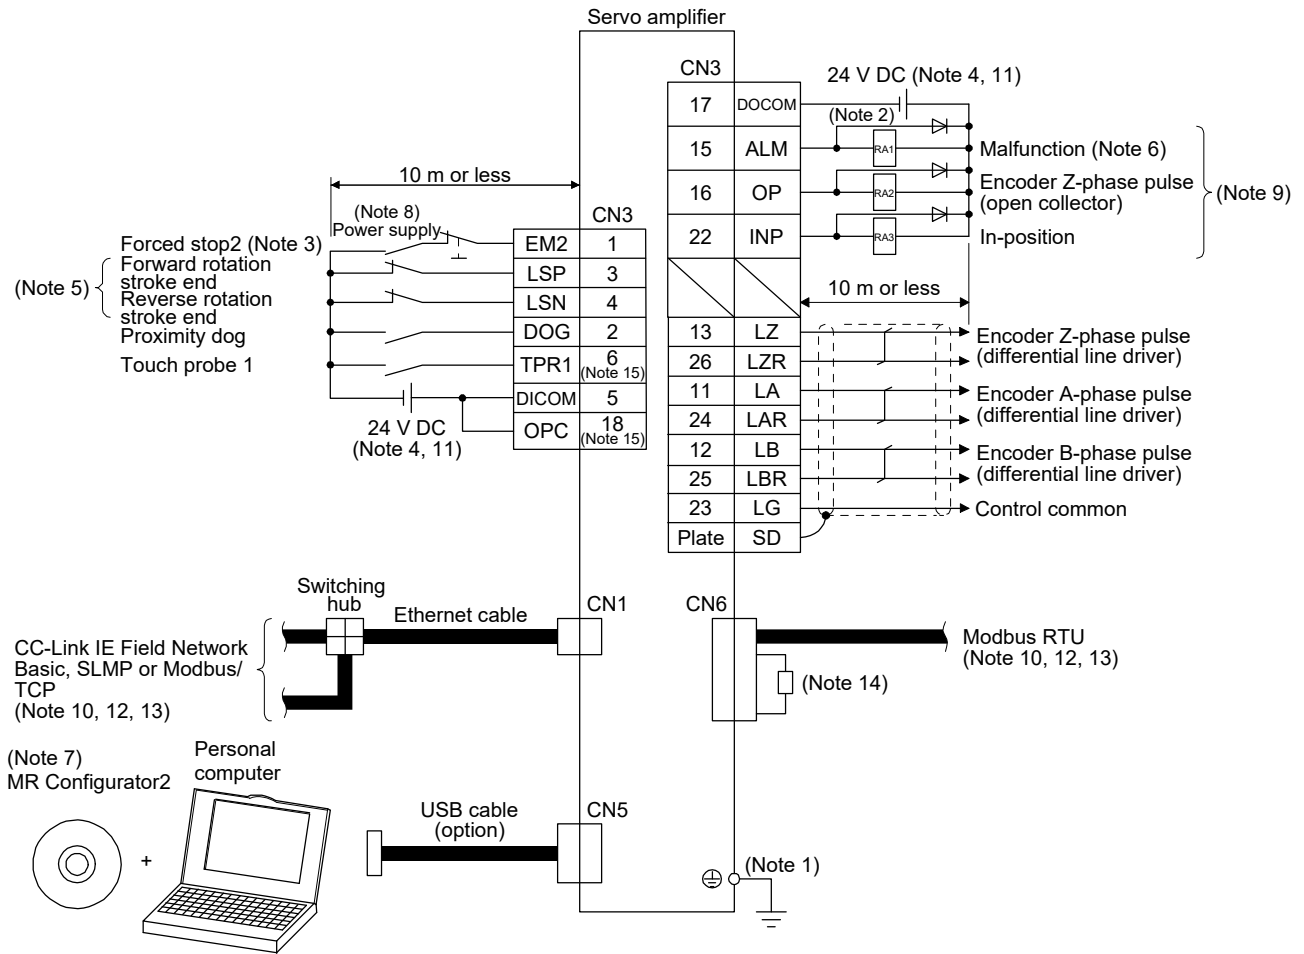 Servo amplifier
CN3
24 V DC (Note 4, 11)
17 DOCOM
(Note 2)
15 ALM
RA1
Malfunction (Note 6)
16 OP
RA2
Encoder Z-phase pulse
(open collector)
(Note 9)
22 INP
RA3
In-position
10 m or less
13 LZ
26 LZR
Encoder Z-phase pulse
(differential line driver)
11 LA
24 LAR
Encoder A-phase pulse
(differential line driver)
12 LB
25 LBR
Encoder B-phase pulse
(differential line driver)
23 LG
Control common
Plate SD
10 m or less
(Note 8)
Power supply
CN3
Forced stop2 (Note 3)
EM2 1
(Note 5)
Forward rotation
stroke end
LSP 3
Reverse rotation
stroke end
LSN 4
Proximity dog
DOG 2
Touch probe 1
TPR1 6
(Note 15)
DICOM 5
24 V DC
(Note 4, 11)
OPC 18
(Note 15)
Switching
hub
Ethernet cable
CN1
CC-Link IE Field Network
Basic, SLMP or Modbus/
TCP
(Note 10, 12, 13)
CN6
Modbus RTU
(Note 10, 12, 13)
(Note 14)
(Note 7)
MR Configurator2
Personal
computer
+
USB cable
(option)
CN5
(Note 1)